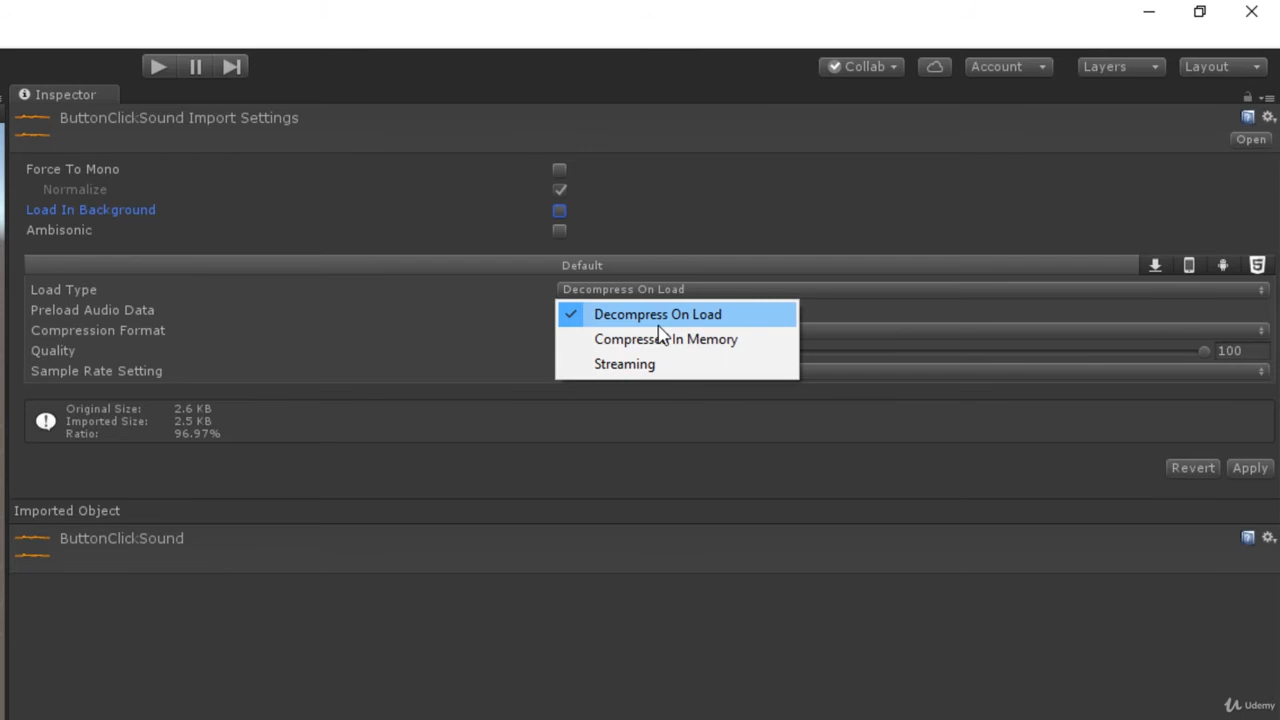 Collab
Account
Layers
Layout
Inspector
ButtonClickSound Import Settings
Open
Force To Mono
Normalize
Load In Background
Ambisonic
Default
Load Type
Decompress On Load
Preload Audio Data
Decompress On Load
Compression Format
Compressed In Memory
Quality
100
Streaming
Sample Rate Setting
Original Size: 2.6 KB
Imported Size: 2.5 KB
Ratio: 96.97%
Revert
Apply
Imported Object
ButtonClickSound
Udemy